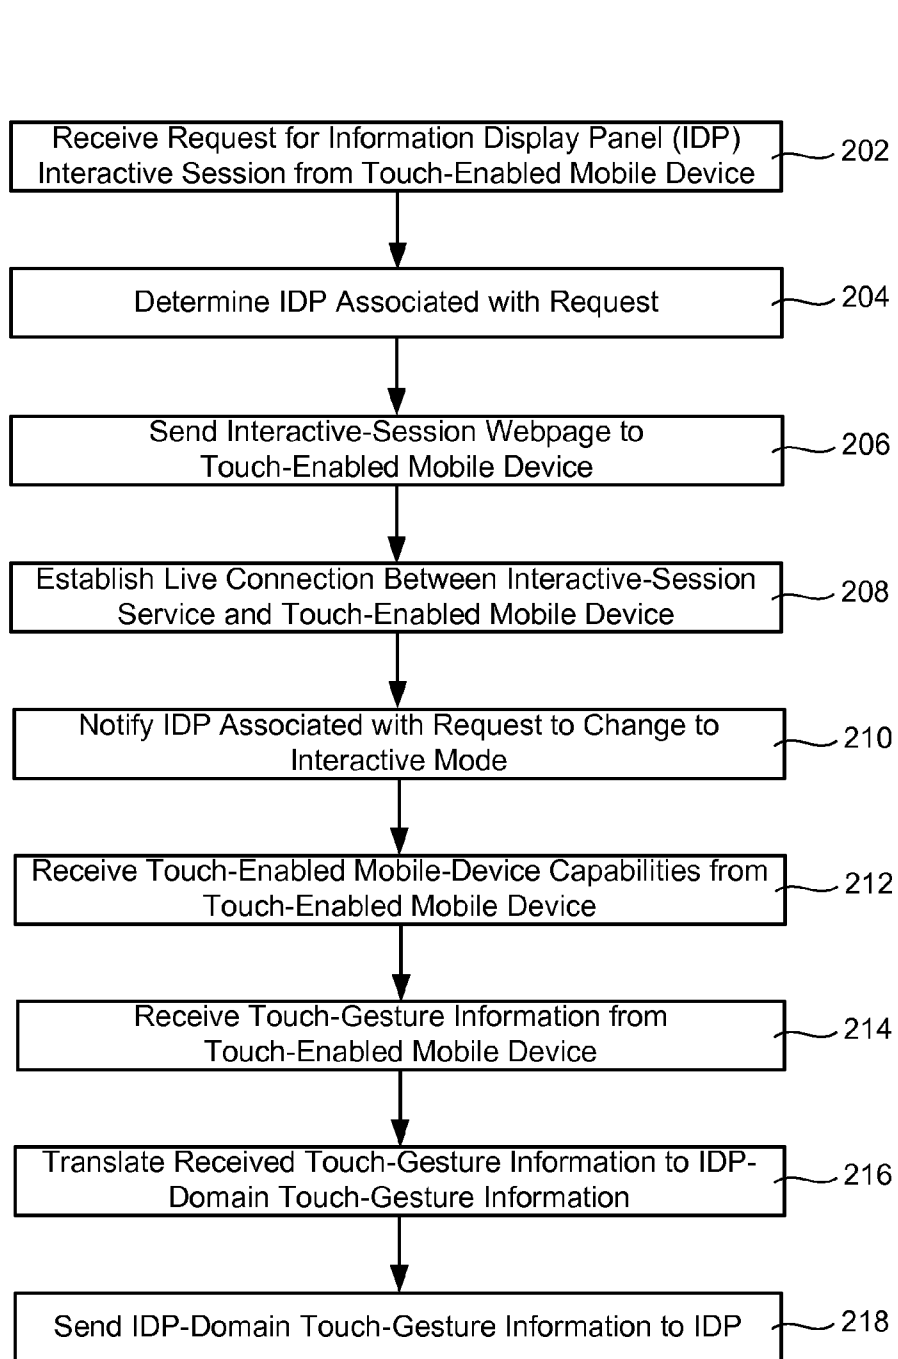 Receive Request for Information Display Panel (IDP)
Interactive Session from Touch-Enabled Mobile Device
202
Determine IDP Associated with Request
204
Send Interactive-Session Webpage to
Touch-Enabled Mobile Device
206
Establish Live Connection Between Interactive-Session
Service and Touch-Enabled Mobile Device
208
Notify IDP Associated with Request to Change to
Interactive Mode
210
Receive Touch-Enabled Mobile-Device Capabilities from
Touch-Enabled Mobile Device
212
Receive Touch-Gesture Information from
Touch-Enabled Mobile Device
214
Translate Received Touch-Gesture Information to IDP-
Domain Touch-Gesture Information
216
Send IDP-Domain Touch-Gesture Information to IDP
218